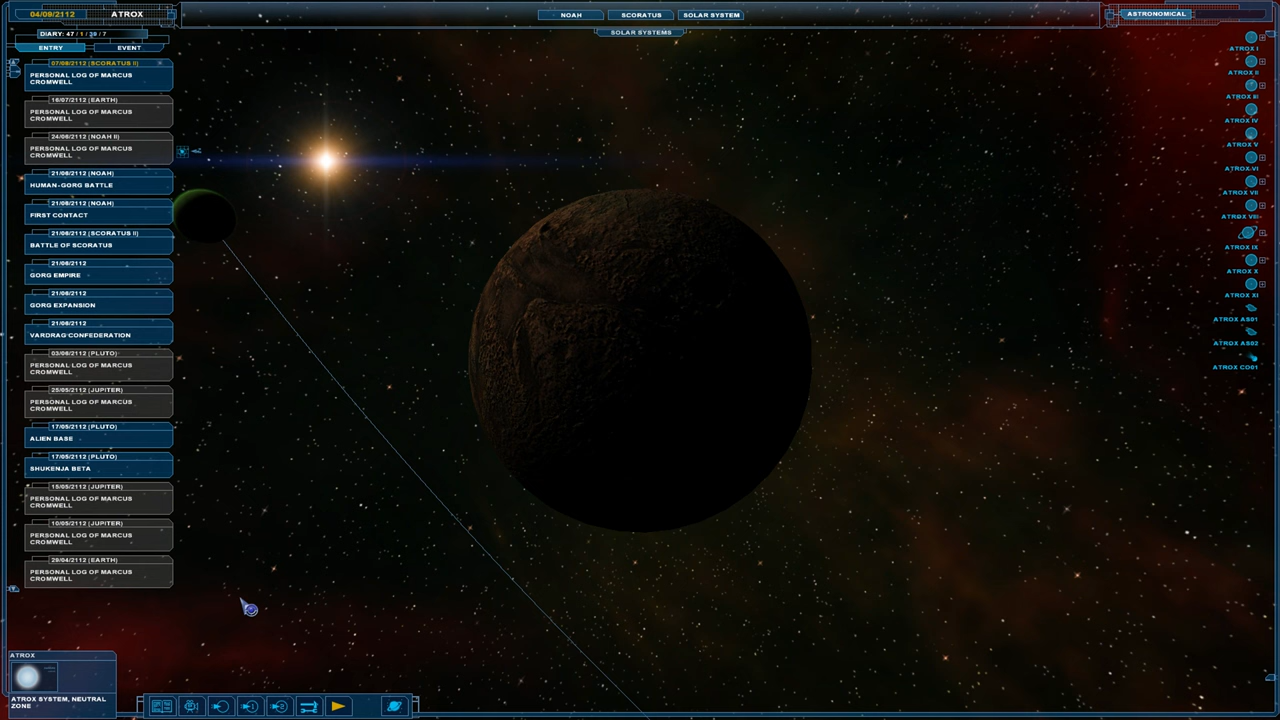 04/09/2112
ATROX
NOAH
SCORATUS
SOLAR SYSTEM
ASTRONOMICAL
SOLAR SYSTEMS
DIARY: 47 / 1 / 39 / 7
ENTRY
EVENT
07/08/2112 (SCORATUS II)
PERSONAL LOG OF MARCUS
CROMWELL
16/07/2112 (EARTH)
PERSONAL LOG OF MARCUS
CROMWELL
24/06/2112 (NOAH II)
PERSONAL LOG OF MARCUS
CROMWELL
21/06/2112 (NOAH)
HUMAN-GORG BATTLE
21/06/2112 (NOAH)
FIRST CONTACT
21/06/2112 (SCORATUS II)
BATTLE OF SCORATUS
21/06/2112
GORG EMPIRE
21/06/2112
GORG EXPANSION
21/06/2112
VARDRAG CONFEDERATION
03/06/2112 (PLUTO)
PERSONAL LOG OF MARCUS
CROMWELL
25/05/2112 (JUPITER)
PERSONAL LOG OF MARCUS
CROMWELL
17/05/2112 (PLUTO)
ALIEN BASE
17/05/2112 (PLUTO)
SHUKENJA BETA
15/05/2112 (JUPITER)
PERSONAL LOG OF MARCUS
CROMWELL
10/05/2112 (JUPITER)
PERSONAL LOG OF MARCUS
CROMWELL
29/04/2112 (EARTH)
PERSONAL LOG OF MARCUS
CROMWELL
ATROX I
ATROX II
ATROX III
ATROX IV
ATROX V
ATROX VI
ATROX VII
ATROX VIII
ATROX IX
ATROX X
ATROX XI
ATROX AS01
ATROX AS02
ATROX CO01
ATROX
ATROX SYSTEM, NEUTRAL
ZONE
1
2